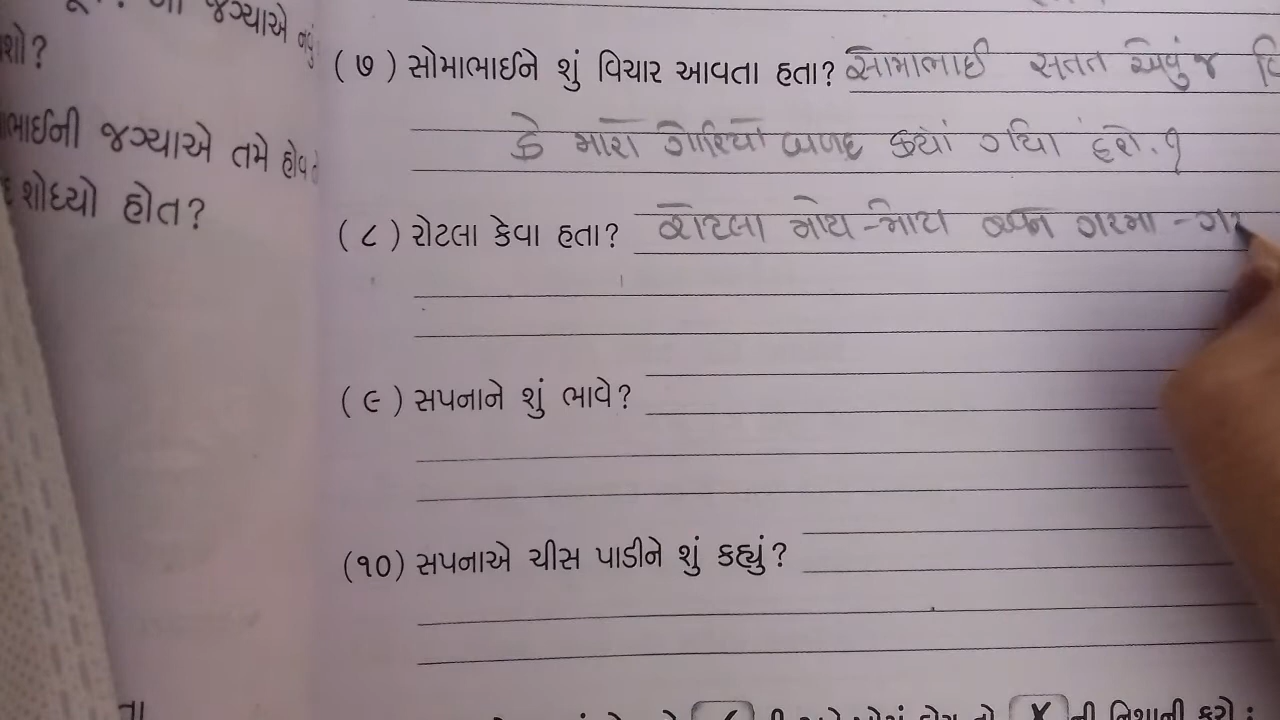 જગ્યાએ
શો?
(૭) સોમાભાઈને શું વિચાર આવતા હતા? સોમાભાઈ સતત એવું જ
કે મારો ગોરિયો બળદ કયાં ગયો હશે.?
ભાઈની જગ્યાએ તમે
શોધ્યો હોત?
(૮) રોટલા કેવા હતા? રોટલા મોટા-મોટા અને ગરમા-ગર
(૯) સપનાને શું ભાવે?
(૧૦) સપનાએ ચીસ પાડીને શું કહ્યું?
ની નિશાની કરો :